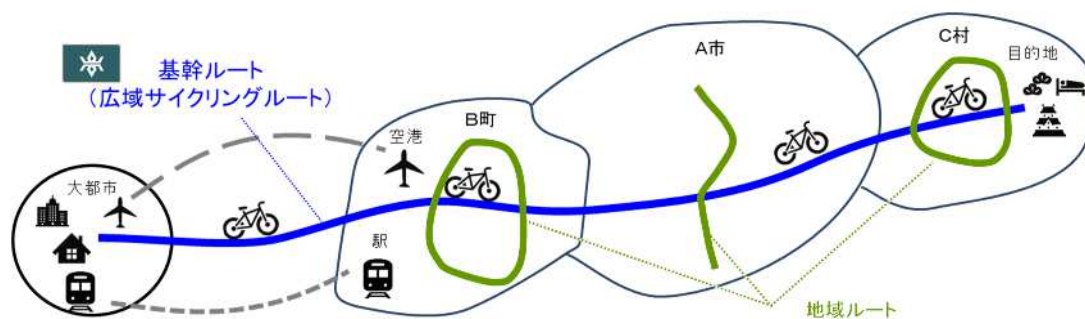 基幹ルート
(広域サイクリングルート)
大都市
空港
駅
B町
A市
C村
目的地
地域ルート